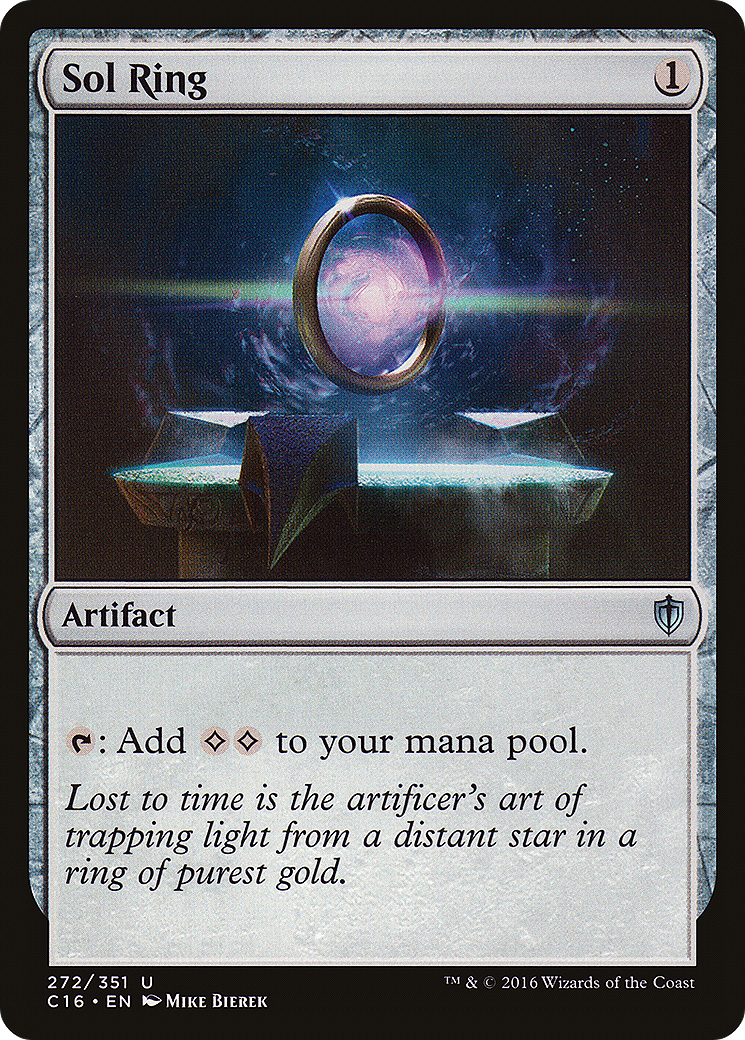 Sol Ring 1
Artifact
: Add to your mana pool.
Lost to time is the artificer's art of
trapping light from a distant star in a
ring of purest gold.
272/351 U
™ & © 2016 Wizards of the Coast
C16 • EN Mike Bierek